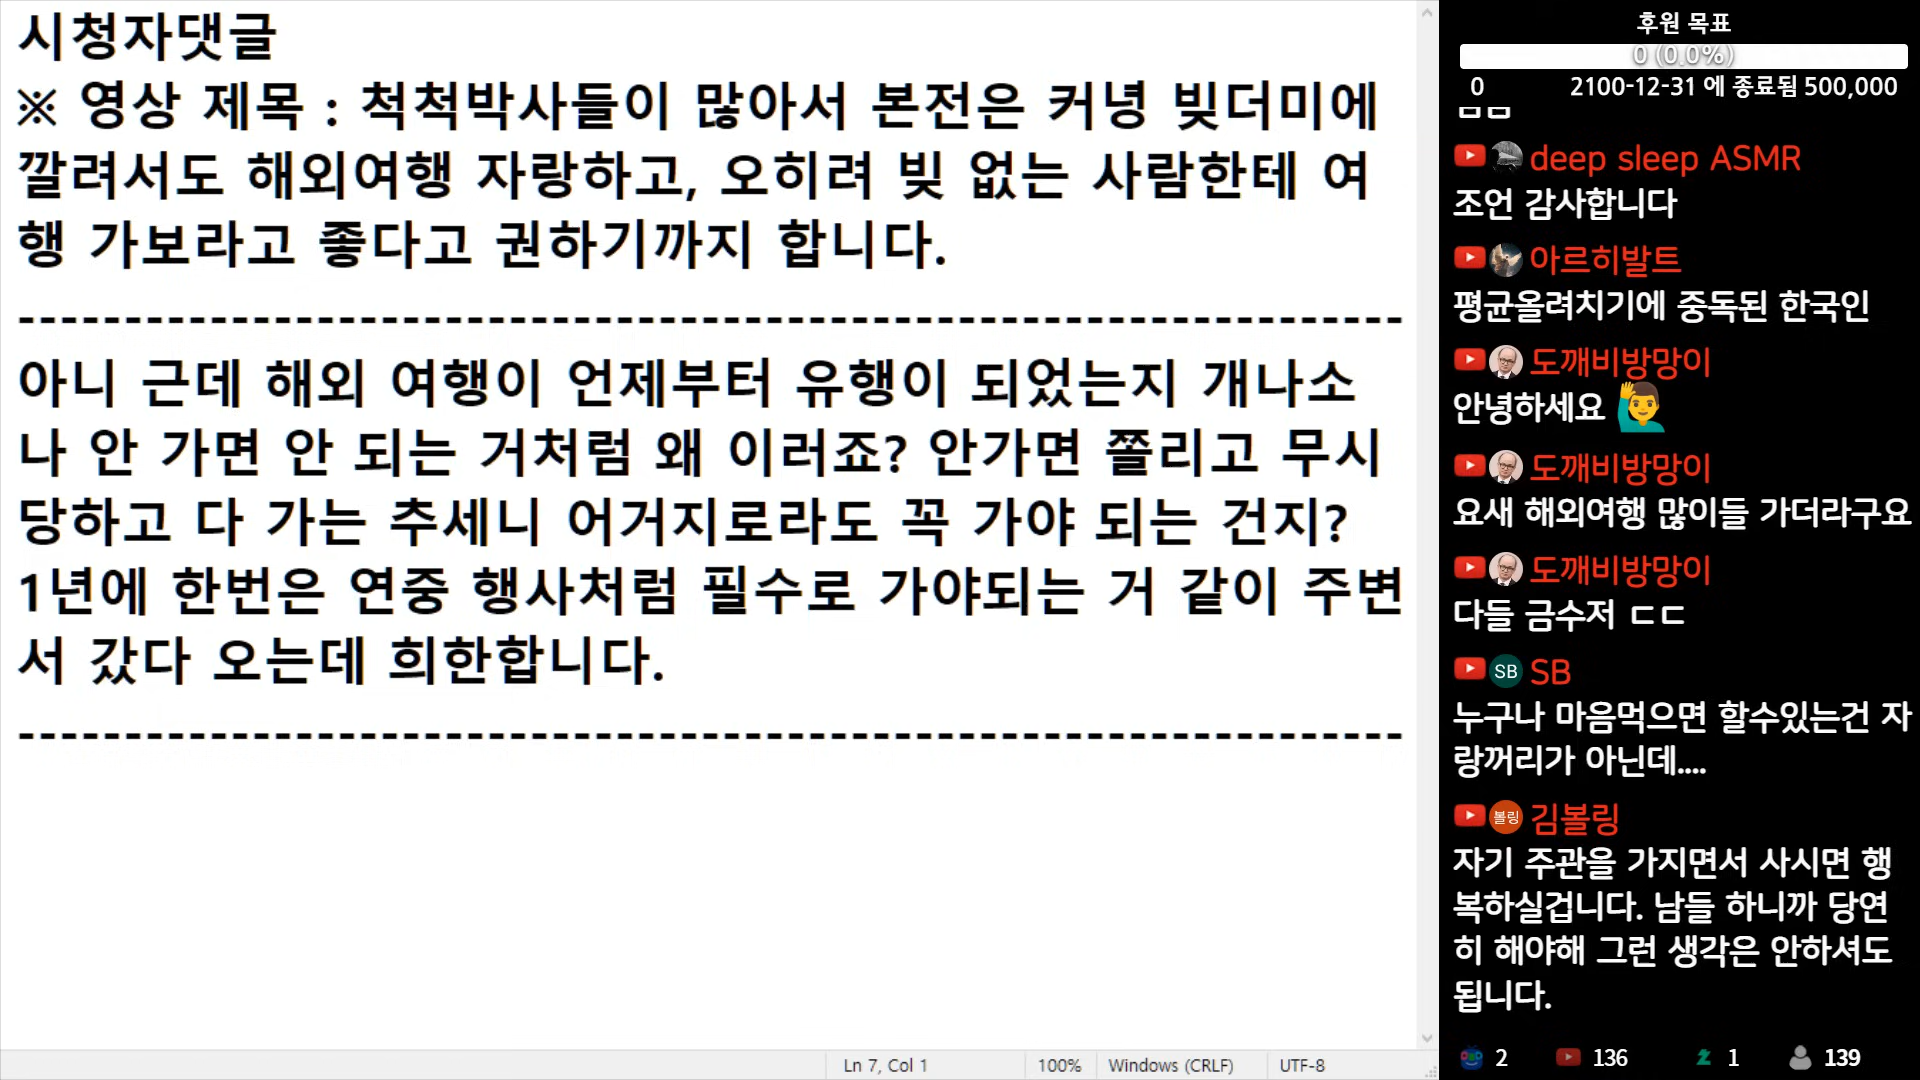 시청자댓글
※ 영상 제목 : 척척박사들이 많아서 본전은 커녕 빚더미에
깔려서도 해외여행 자랑하고, 오히려 빚 없는 사람한테 여
행 가보라고 좋다고 권하기까지 합니다.
------------------------------------------------------------------
아니 근데 해외 여행이 언제부터 유행이 되었는지 개나소
나 안 가면 안 되는 거처럼 왜 이러죠? 안가면 쫄리고 무시
당하고 다 가는 추세니 어거지로라도 꼭 가야 되는 건지?
1년에 한번은 연중 행사처럼 필수로 가야되는 거 같이 주변
서 갔다 오는데 희한합니다.
------------------------------------------------------------------
Ln 7, Col 1
100%
Windows (CRLF)
UTF-8
후원 목표
0 (0.0%)
0 2100-12-31 에 종료됨 500,000
deep sleep ASMR
조언 감사합니다
아르히발트
평균올려치기에 중독된 한국인
도깨비방망이
안녕하세요 🙋‍♂️
도깨비방망이
요새 해외여행 많이들 가더라구요
도깨비방망이
다들 금수저 ㄷㄷ
SB SB
누구나 마음먹으면 할수있는건 자
랑꺼리가 아닌데....
볼링 김볼링
자기 주관을 가지면서 사시면 행
복하실겁니다. 남들 하니까 당연
히 해야해 그런 생각은 안하셔도
됩니다.
2 136 1 139